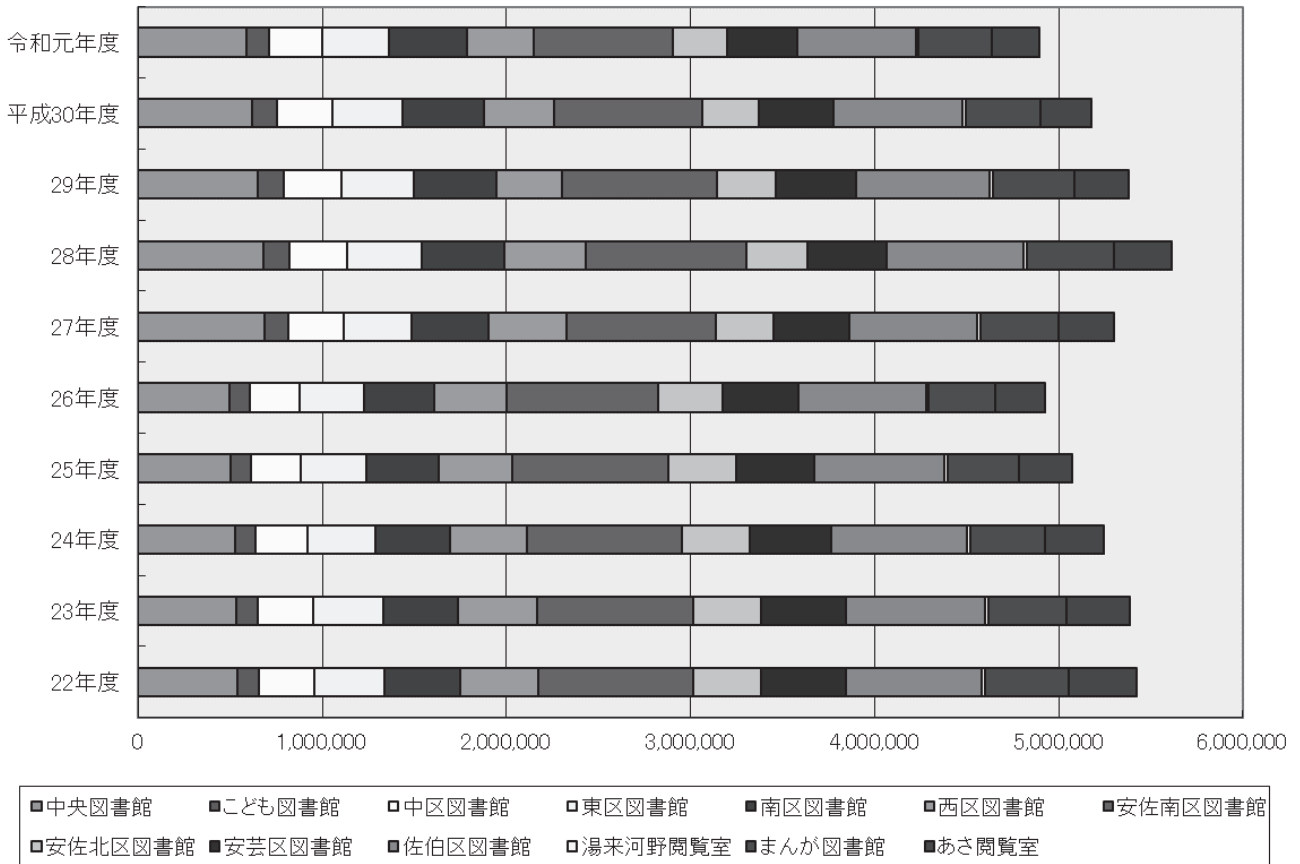 令和元年度
平成30年度
29年度
28年度
27年度
26年度
25年度
24年度
23年度
22年度
0 1,000,000 2,000,000 3,000,000 4,000,000 5,000,000 6,000,000
中央図書館 こども図書館 中区図書館 東区図書館 南区図書館 西区図書館 安佐南区図書館
安佐北区図書館 安芸区図書館 佐伯区図書館 湯来河野閲覧室 まんが図書館 あさ閲覧室